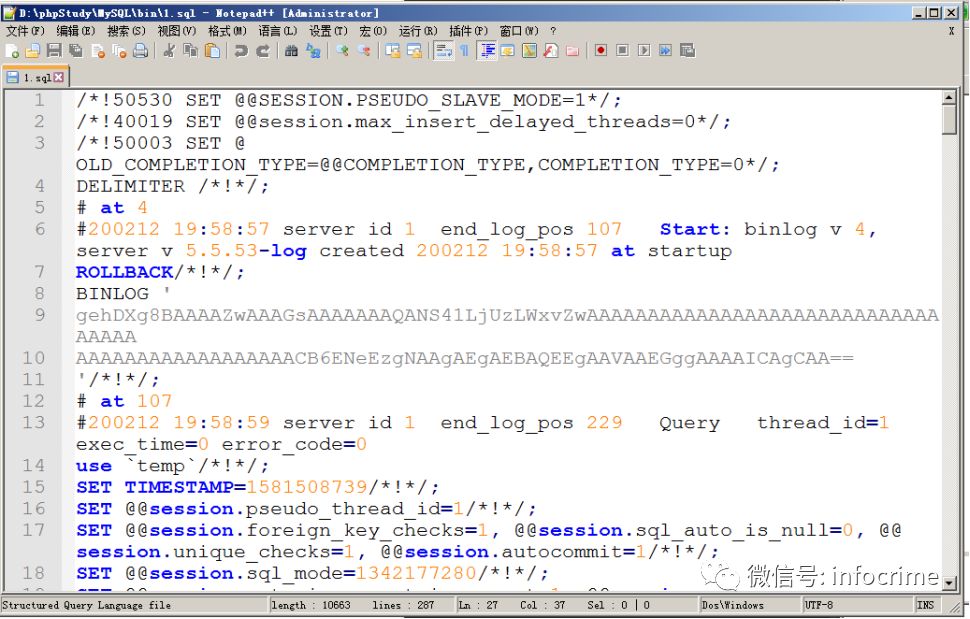 D:\phpStudy\MySQL\bin\1.sql - Notepad++ [Administrator]
文件(F) 编辑(E) 搜索(S) 视图(V) 格式(M) 语言(L) 设置(T) 宏(O) 运行(R) 插件(P) 窗口(W) ? X
1.sql
1 /*!50530 SET @@SESSION.PSEUDO_SLAVE_MODE=1*/;
2 /*!40019 SET @@session.max_insert_delayed_threads=0*/;
3 /*!50003 SET @
OLD_COMPLETION_TYPE=@@COMPLETION_TYPE,COMPLETION_TYPE=0*/;
4 DELIMITER /*!*/;
5 # at 4
6 #200212 19:58:57 server id 1 end_log_pos 107 Start: binlog v 4,
server v 5.5.53-log created 200212 19:58:57 at startup
7 ROLLBACK/*!*/;
8 BINLOG '
9 gehDXg8BAAAAZwAAAGsAAAAAAAQANS41LjUzLWxvZwAAAAAAAAAAAAAAAAAAAAAAAAAAAAA
AAAAA
10 AAAAAAAAAAAAAAAAAACB6ENeEzgNAAgAEgAEBAQEEgAAVAAEGggAAAAICAgCAA==
11 '/*!*/;
12 # at 107
13 #200212 19:58:59 server id 1 end_log_pos 229 Query thread_id=1
exec_time=0 error_code=0
14 use `temp`/*!*/;
15 SET TIMESTAMP=1581508739/*!*/;
16 SET @@session.pseudo_thread_id=1/*!*/;
17 SET @@session.foreign_key_checks=1, @@session.sql_auto_is_null=0, @@
session.unique_checks=1, @@session.autocommit=1/*!*/;
18 SET @@session.sql_mode=1342177280/*!*/;
微信号: infocrime
Structured Query Language file length : 10663 lines : 287 Ln : 27 Col : 37 Sel : 0 | 0 Dos\Windows UTF-8 INS